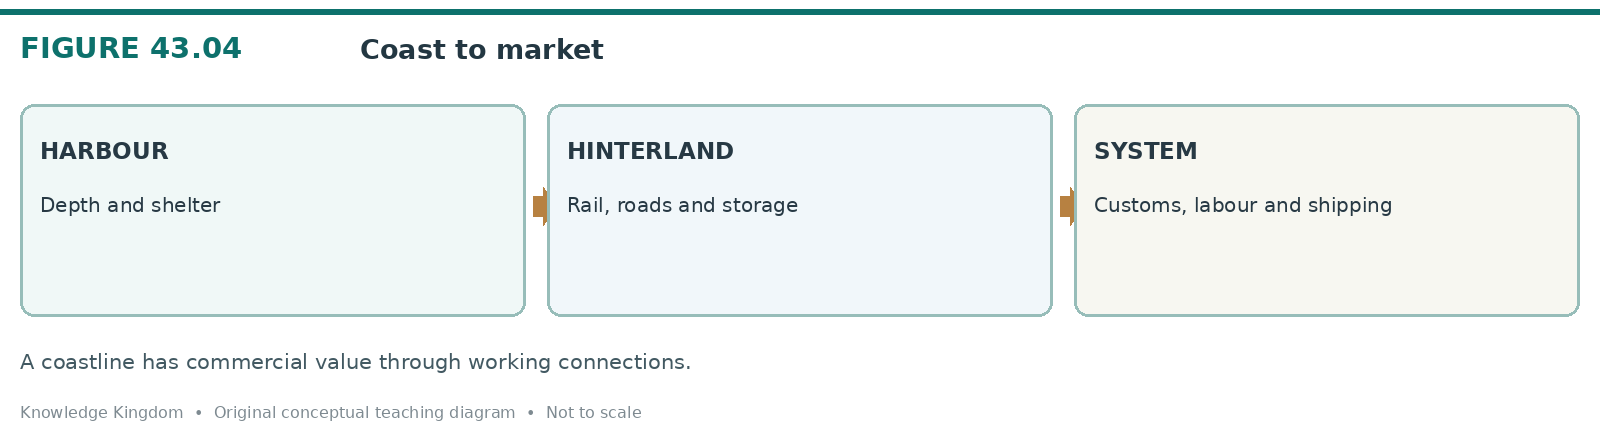 FIGURE 43.04 Coast to market
HARBOUR
Depth and shelter
HINTERLAND
Rail, roads and storage
SYSTEM
Customs, labour and shipping
A coastline has commercial value through working connections.
Knowledge Kingdom • Original conceptual teaching diagram • Not to scale